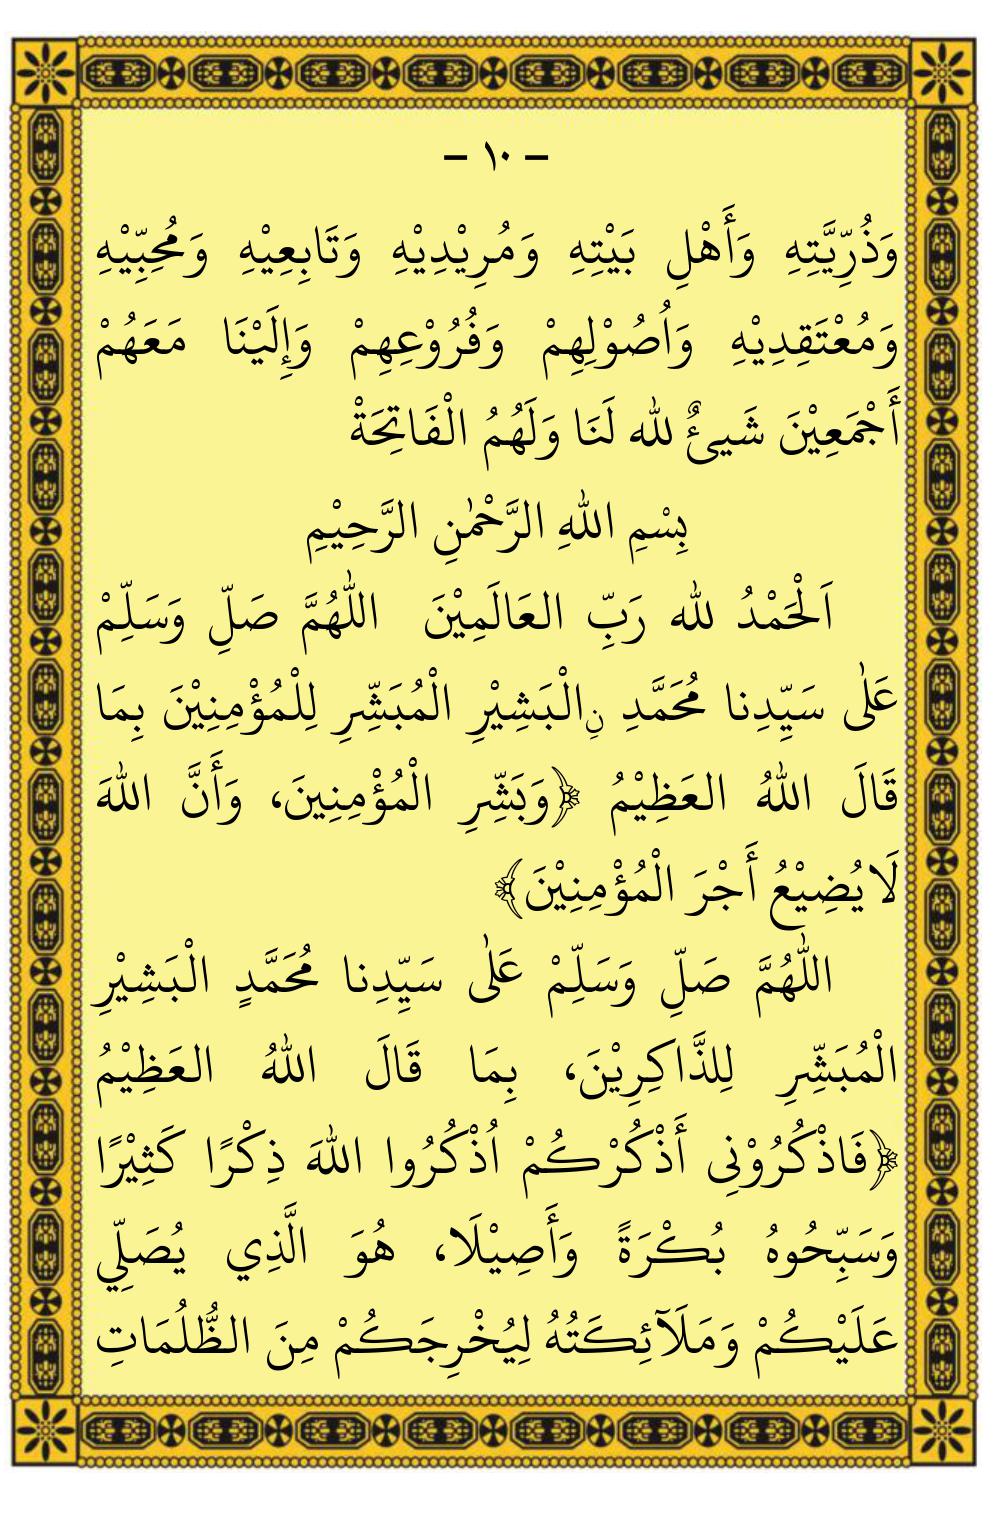 – ١٠ –
وَذُرِّيَّتِهِ وَأَهْلِ بَيْتِهِ وَمُرِيْدِيْهِ وَتَابِعِيْهِ وَمُحِبِّيْهِ
وَمُعْتَقِدِيْهِ وَاُصُوْلِهِمْ وَفُرُوْعِهِمْ وَإِلَيْنَا مَعَهُمْ
أَجْمَعِيْنَ شَيءٌ لله لَنَا وَلَهُمُ الْفَاتِحَةْ
بِسْمِ اللهِ الرَّحْمٰنِ الرَّحِيْمِ
اَلْحَمْدُ لله رَبِّ العَالَمِيْنَ اللّٰهُمَّ صَلِّ وَسَلِّمْ
عَلٰى سَيِّدِنا مُحَمَّدِ نِالْبَشِيْرِ الْمُبَشِّرِ لِلْمُؤْمِنِيْنَ بِمَا
قَالَ اللهُ العَظِيْمُ ﴿وَبَشِّرِ الْمُؤْمِنِينَ، وَأَنَّ اللهَ
لَا يُضِيْعُ أَجْرَ الْمُؤْمِنِيْنَ﴾
اللّٰهُمَّ صَلِّ وَسَلِّمْ عَلٰى سَيِّدِنا مُحَمَّدٍ الْبَشِيْرِ
الْمُبَشِّرِ لِلذَّاكِرِيْنَ، بِمَا قَالَ اللهُ العَظِيْمُ
﴿فَاذْكُرُوْنِى أَذْكُرْكُمْ اُذْكُرُوا اللهَ ذِكْرًا كَثِيْرًا
وَسَبِّحُوهُ بُكْرَةً وَأَصِيْلَا، هُوَ الَّذِي يُصَلِّي
عَلَيْكُمْ وَمَلَآئِكَتُهُ لِيُخْرِجَكُمْ مِنَ الظُّلُمَاتِ